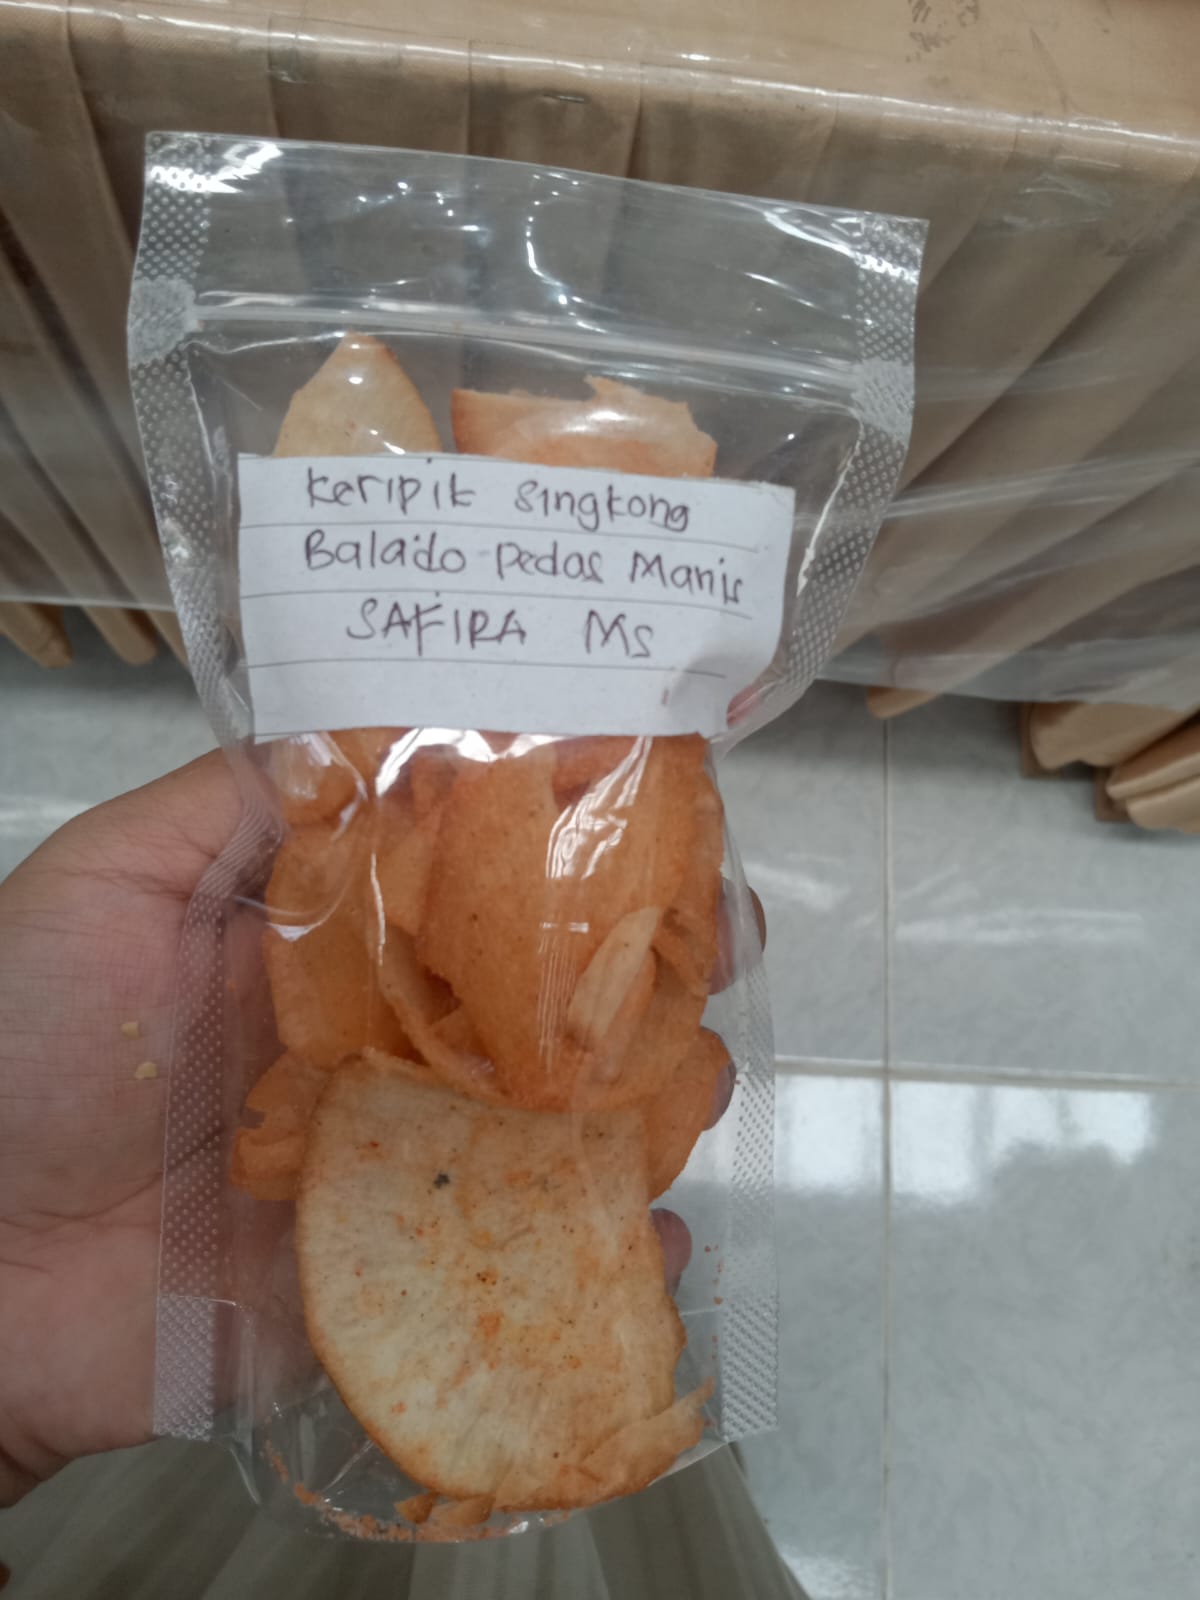 Keripik Singkong
Balado Pedas Manis
SAFIRA MS